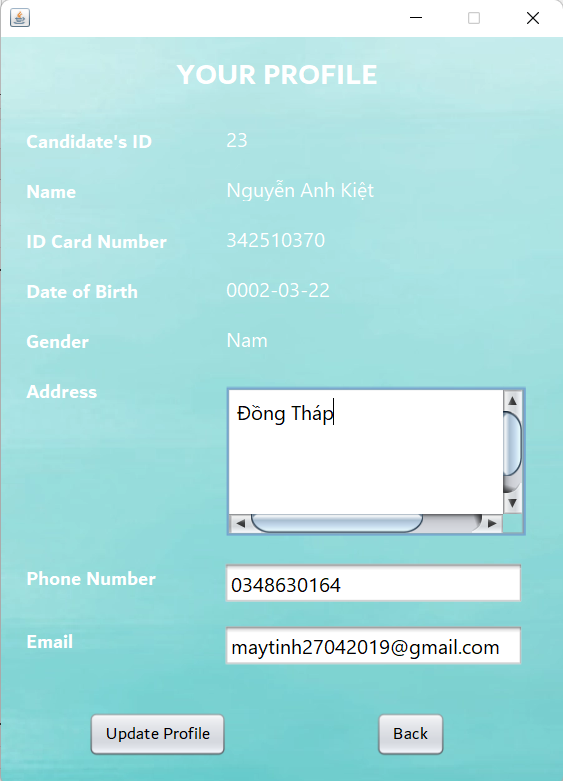 YOUR PROFILE
Candidate's ID 23
Name Nguyễn Anh Kiệt
ID Card Number 342510370
Date of Birth 0002-03-22
Gender Nam
Address Đồng Tháp
Phone Number 0348630164
Email maytinh27042019@gmail.com
Update Profile Back